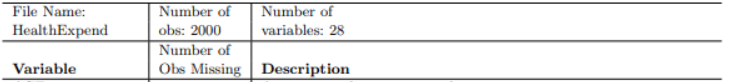 File Name: Number of Number of
HealthExpend obs: 2000 variables: 28
Number of
Variable Obs Missing Description